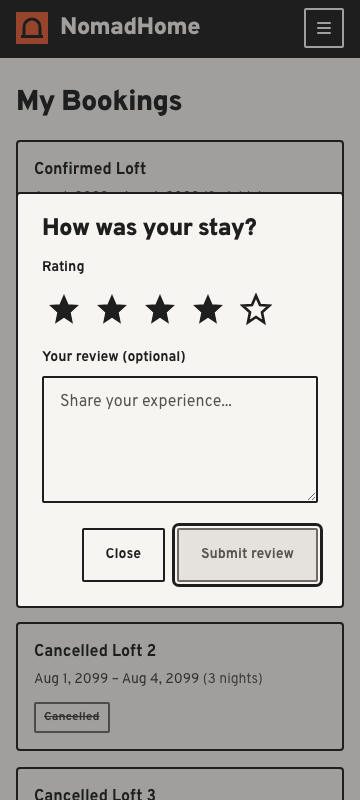 NomadHome
My Bookings
Confirmed Loft
How was your stay?
Rating
Your review (optional)
Share your experience...
Close
Submit review
Cancelled Loft 2
Aug 1, 2099 – Aug 4, 2099 (3 nights)
Cancelled
Cancelled Loft 3